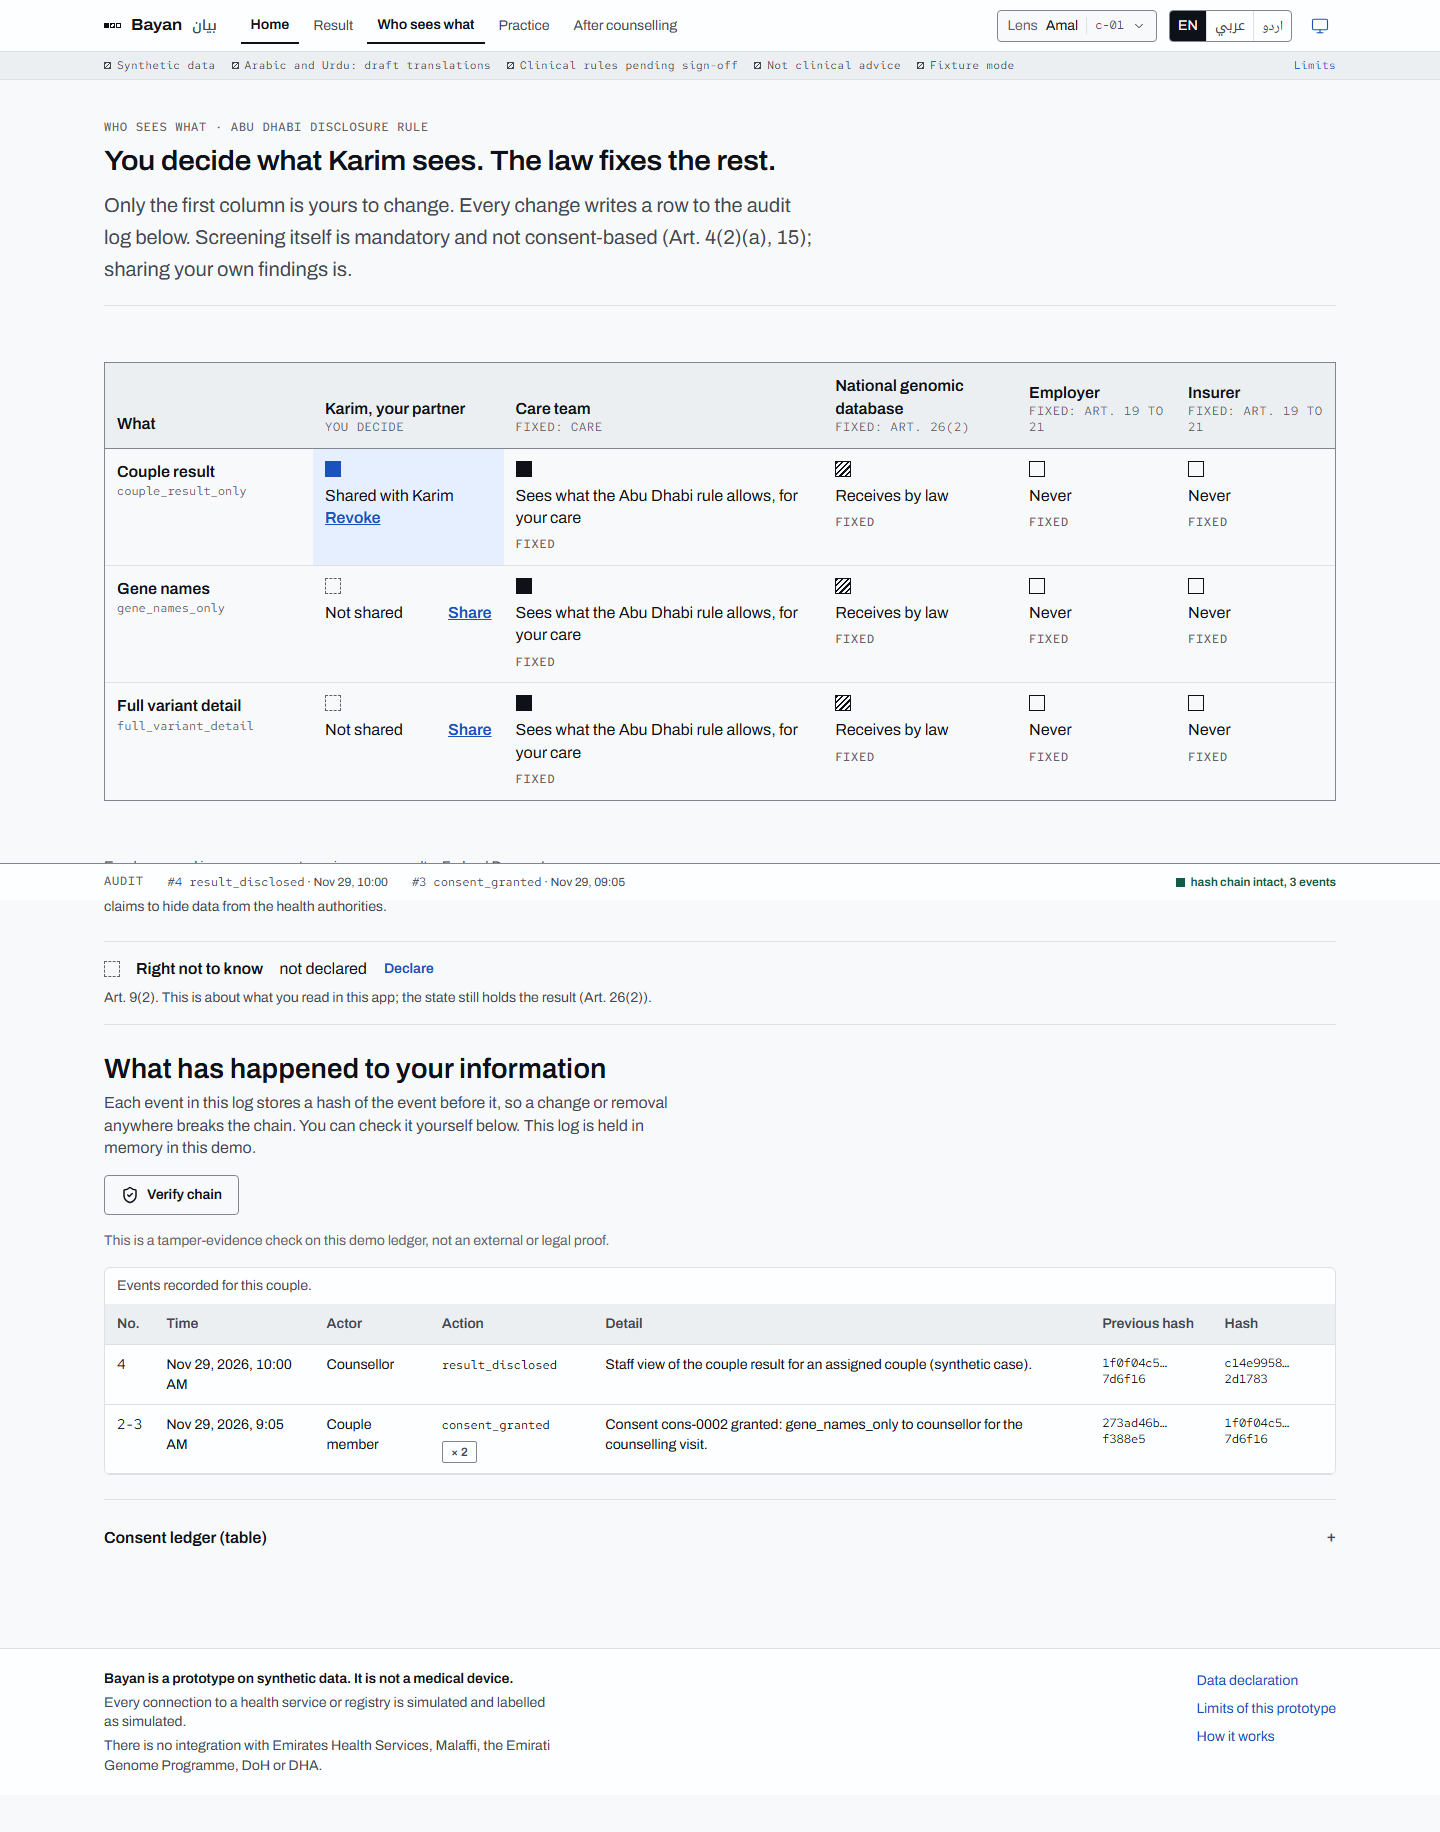 Bayan بيان Home Result Who sees what Practice After counselling Lens Amal c-01 EN عربي اردو
Synthetic data Arabic and Urdu: draft translations Clinical rules pending sign-off Not clinical advice Fixture mode Limits
WHO SEES WHAT · ABU DHABI DISCLOSURE RULE
You decide what Karim sees. The law fixes the rest.
Only the first column is yours to change. Every change writes a row to the audit
log below. Screening itself is mandatory and not consent-based (Art. 4(2)(a), 15);
sharing your own findings is.
What
Karim, your partner
YOU DECIDE
Care team
FIXED: CARE
National genomic
database
FIXED: ART. 26(2)
Employer
FIXED: ART. 19 TO
21
Insurer
FIXED: ART. 19 TO
21
Couple result
couple_result_only
Shared with Karim
Revoke
Sees what the Abu Dhabi rule allows, for
your care
FIXED
Receives by law
FIXED
Never
FIXED
Never
FIXED
Gene names
gene_names_only
Not shared Share
Sees what the Abu Dhabi rule allows, for
your care
FIXED
Receives by law
FIXED
Never
FIXED
Never
FIXED
Full variant detail
full_variant_detail
Not shared Share
Sees what the Abu Dhabi rule allows, for
your care
FIXED
Receives by law
FIXED
Never
FIXED
Never
FIXED
AUDIT #4 result_disclosed · Nov 29, 10:00 #3 consent_granted · Nov 29, 09:05 hash chain intact, 3 events
claims to hide data from the health authorities.
Right not to know not declared Declare
Art. 9(2). This is about what you read in this app; the state still holds the result (Art. 26(2)).
What has happened to your information
Each event in this log stores a hash of the event before it, so a change or removal
anywhere breaks the chain. You can check it yourself below. This log is held in
memory in this demo.
Verify chain
This is a tamper-evidence check on this demo ledger, not an external or legal proof.
Events recorded for this couple.
No. Time Actor Action Detail Previous hash Hash
4
Nov 29, 2026, 10:00
AM
Counsellor
result_disclosed
Staff view of the couple result for an assigned couple (synthetic case).
1f0f04c5…
7d6f16
c14e9958…
2d1783
2-3
Nov 29, 2026, 9:05
AM
Couple
member
consent_granted
× 2
Consent cons-0002 granted: gene_names_only to counsellor for the
counselling visit.
273ad46b…
f388e5
1f0f04c5…
7d6f16
Consent ledger (table) +
Bayan is a prototype on synthetic data. It is not a medical device.
Every connection to a health service or registry is simulated and labelled
as simulated.
There is no integration with Emirates Health Services, Malaffi, the Emirati
Genome Programme, DoH or DHA.
Data declaration
Limits of this prototype
How it works